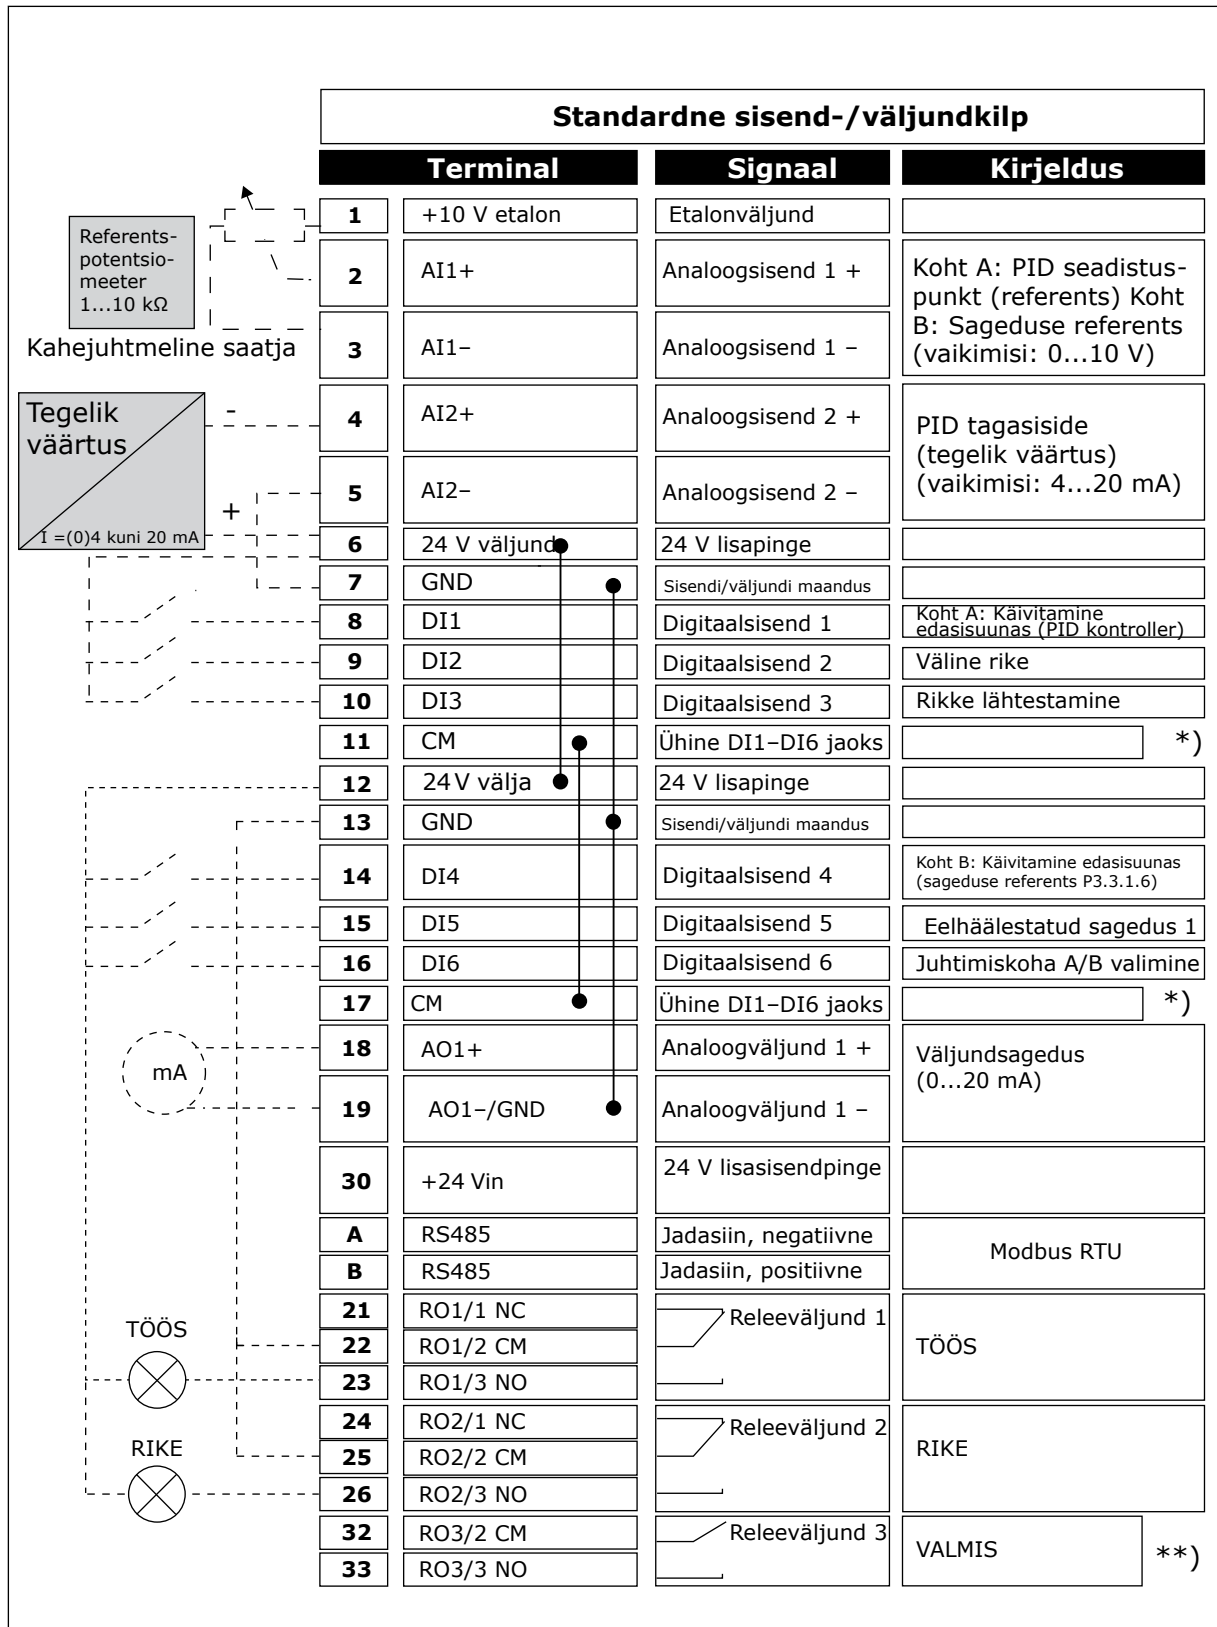 Standardne sisend-/väljundkilp
Terminal Signaal Kirjeldus
Referents-
potentsio-
meeter
1...10 kΩ
Kahejuhtmeline saatja
Tegelik
väärtus
-
+
I =(0)4 kuni 20 mA
1 +10 V etalon Etalonväljund
2 AI1+ Analoogsisend 1 +
3 AI1– Analoogsisend 1 –
Koht A: PID seadistus-
punkt (referents) Koht
B: Sageduse referents
(vaikimisi: 0...10 V)
4 AI2+ Analoogsisend 2 +
5 AI2– Analoogsisend 2 –
PID tagasiside
(tegelik väärtus)
(vaikimisi: 4...20 mA)
6 24 V väljund 24 V lisapinge
7 GND Sisendi/väljundi maandus
8 DI1 Digitaalsisend 1
Koht A: Käivitamine
edasisuunas (PID kontroller)
9 DI2 Digitaalsisend 2 Väline rike
10 DI3 Digitaalsisend 3 Rikke lähtestamine
11 CM Ühine DI1–DI6 jaoks *)
12 24 V välja 24 V lisapinge
13 GND Sisendi/väljundi maandus
14 DI4 Digitaalsisend 4
Koht B: Käivitamine edasisuunas
(sageduse referents P3.3.1.6)
15 DI5 Digitaalsisend 5 Eelhäälestatud sagedus 1
16 DI6 Digitaalsisend 6 Juhtimiskoha A/B valimine
17 CM Ühine DI1–DI6 jaoks *)
mA
18 AO1+ Analoogväljund 1 +
19 AO1–/GND Analoogväljund 1 –
Väljundsagedus
(0...20 mA)
30 +24 Vin 24 V lisasisendpinge
A RS485 Jadasiin, negatiivne
B RS485 Jadasiin, positiivne
Modbus RTU
TÖÖS
21 RO1/1 NC Releeväljund 1
22 RO1/2 CM TÖÖS
23 RO1/3 NO
RIKE
24 RO2/1 NC Releeväljund 2
25 RO2/2 CM RIKE
26 RO2/3 NO
32 RO3/2 CM Releeväljund 3
33 RO3/3 NO
VALMIS **)